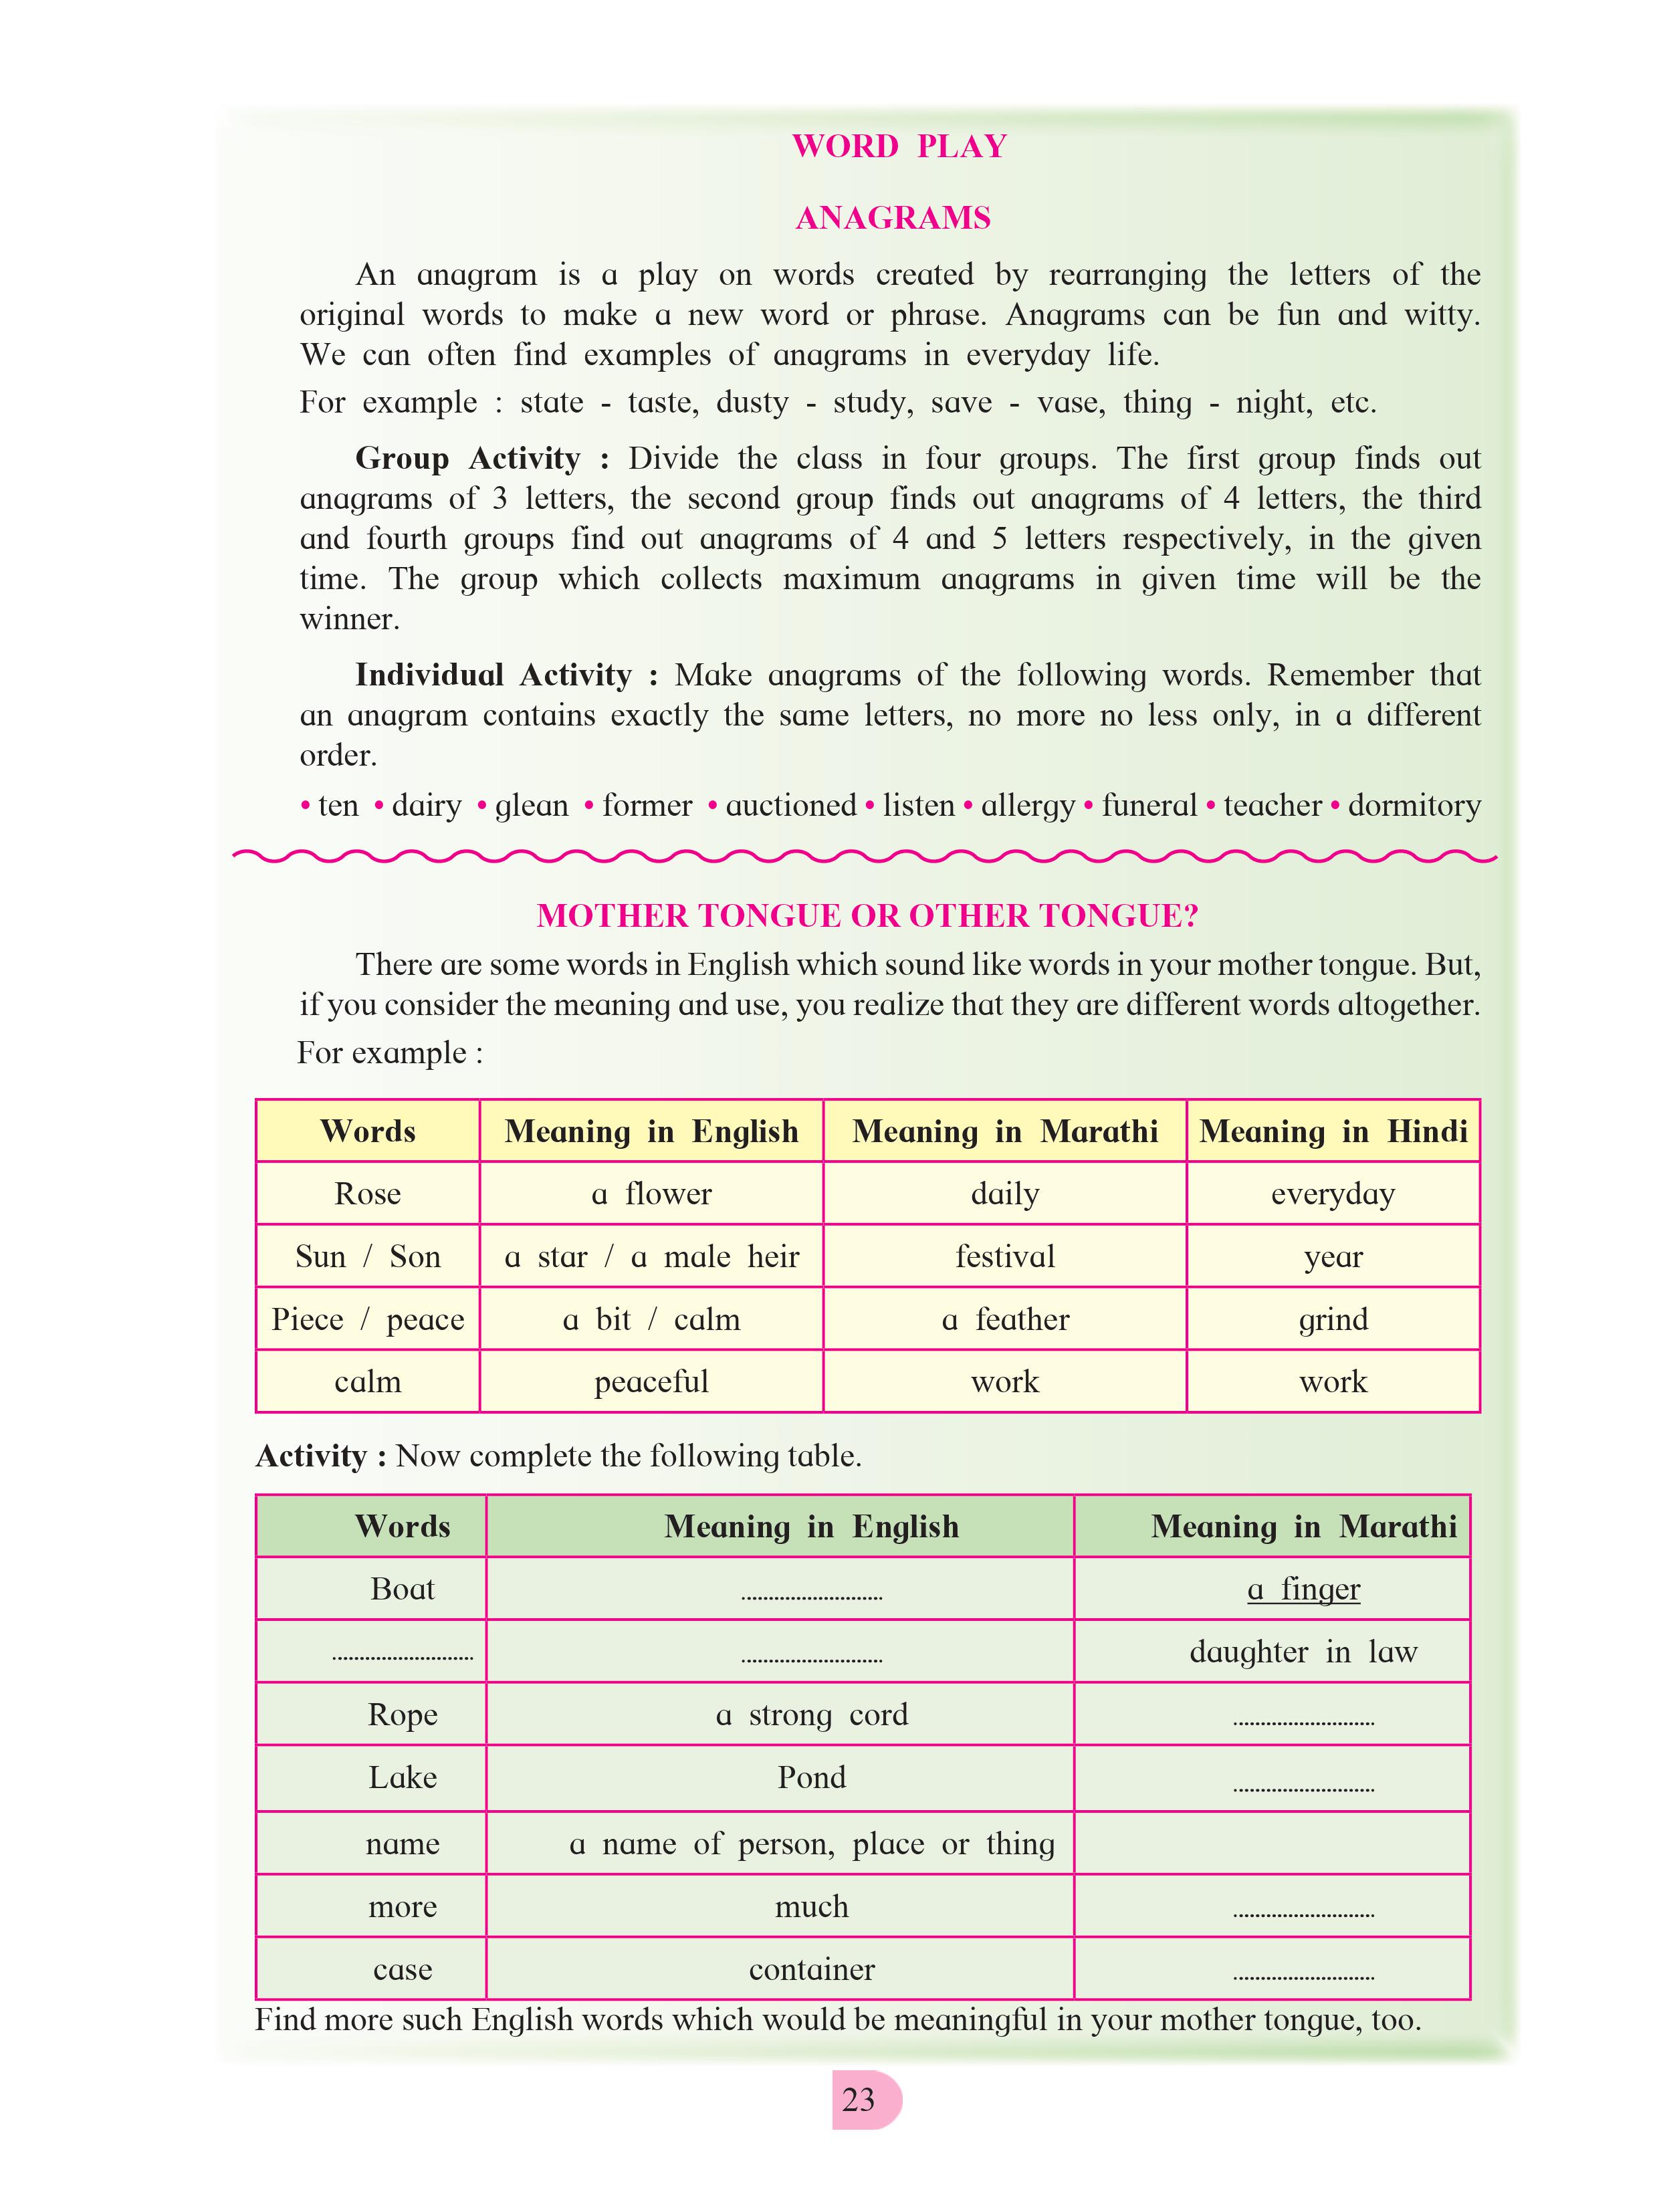 WORD PLAY
ANAGRAMS
An anagram is a play on words created by rearranging the letters of the
original words to make a new word or phrase. Anagrams can be fun and witty.
We can often find examples of anagrams in everyday life.
For example : state - taste, dusty - study, save - vase, thing - night, etc.
Group Activity : Divide the class in four groups. The first group finds out
anagrams of 3 letters, the second group finds out anagrams of 4 letters, the third
and fourth groups find out anagrams of 4 and 5 letters respectively, in the given
time. The group which collects maximum anagrams in given time will be the
winner.
Individual Activity : Make anagrams of the following words. Remember that
an anagram contains exactly the same letters, no more no less only, in a different
order.
• ten • dairy • glean • former • auctioned • listen • allergy • funeral • teacher • dormitory
MOTHER TONGUE OR OTHER TONGUE?
There are some words in English which sound like words in your mother tongue. But,
if you consider the meaning and use, you realize that they are different words altogether.
For example :
Words Meaning in English Meaning in Marathi Meaning in Hindi
Rose a flower daily everyday
Sun / Son a star / a male heir festival year
Piece / peace a bit / calm a feather grind
calm peaceful work work
Activity : Now complete the following table.
Words Meaning in English Meaning in Marathi
Boat .......................... a finger
.......................... .......................... daughter in law
Rope a strong cord ..........................
Lake Pond ..........................
name a name of person, place or thing
more much ..........................
case container ..........................
Find more such English words which would be meaningful in your mother tongue, too.
23